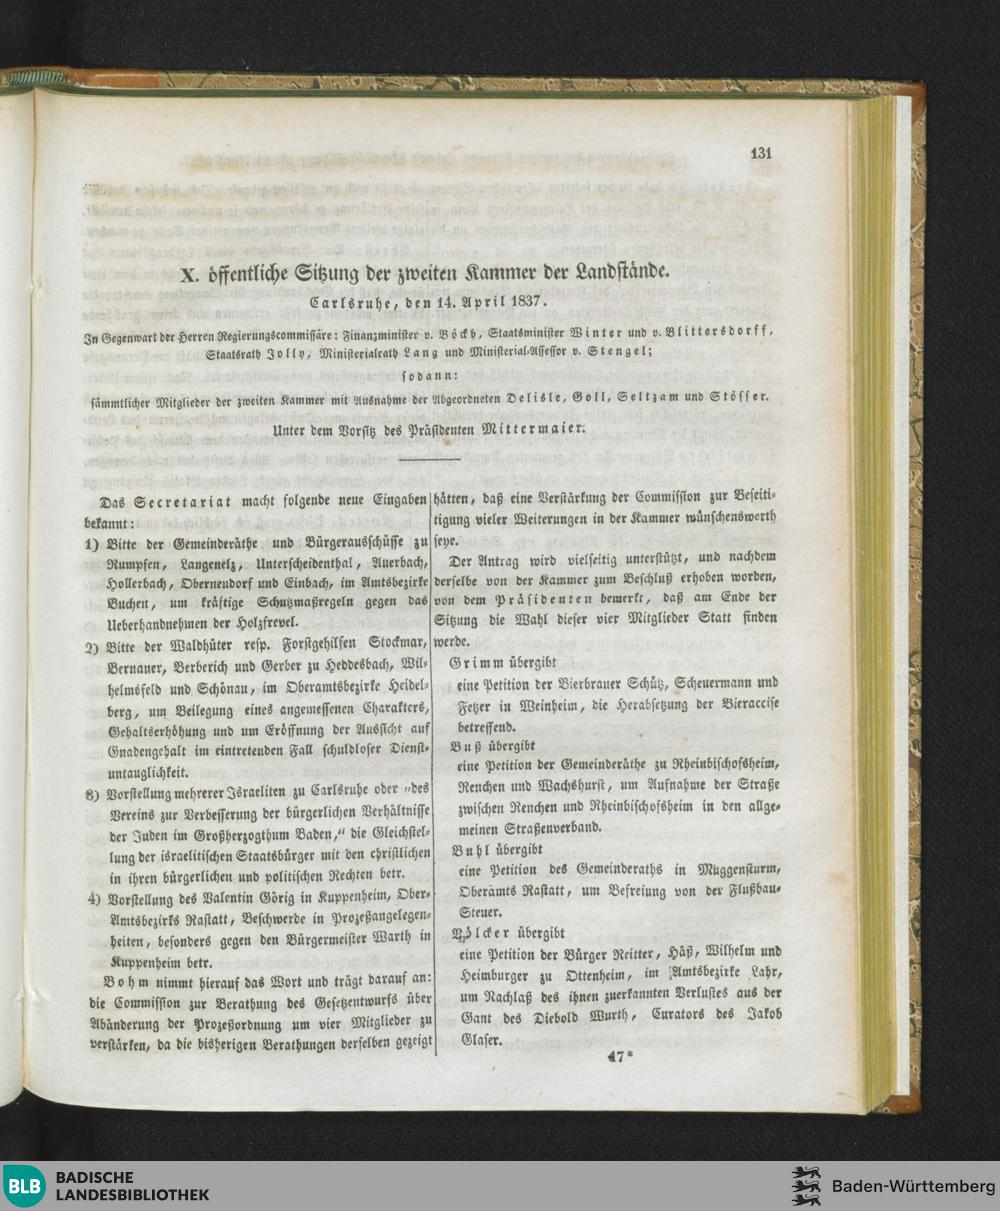 131
X. öffentliche Sitzung der zweiten Kammer der Landstände.
Carlsruhe, den 14. April 1837.
In Gegenwart der Herren Regierungscommissäre: Finanzminister v. Böckh, Staatsminister Winter und v. Blittersdorff,
Staatsrath Jolly, Ministerialrath Lang und Ministerial-Assessor v. Stengel;
sodann:
sämmtlicher Mitglieder der zweiten Kammer mit Ausnahme der Abgeordneten Delisle, Goll, Seltzam und Stösser.
Unter dem Vorsitz des Präsidenten Mittermaier.
Das Secretariat macht folgende neue Eingaben
bekannt:
1) Bitte der Gemeinderäthe und Bürgerausschüsse zu
Rumpfen, Langenelz, Unterscheidenthal, Auerbach,
Hollerbach, Oberneudorf und Einbach, im Amtsbezirke
Buchen, um kräftige Schutzmaßregeln gegen das
Ueberhandnehmen der Holzfrevel.
2) Bitte der Waldhüter resp. Forstgehilfen Stockmar,
Bernauer, Berberich und Gerber zu Heddesbach, Wil-
helmsfeld und Schönau, im Oberamtsbezirke Heidel-
berg, um Beilegung eines angemessenen Charakters,
Gehaltserhöhung und um Eröffnung der Aussicht auf
Gnadengehalt im eintretenden Fall schuldloser Dienst-
untauglichkeit.
3) Vorstellung mehrerer Israeliten zu Carlsruhe oder „des
Vereins zur Verbesserung der bürgerlichen Verhältnisse
der Juden im Großherzogthum Baden,“ die Gleichstel-
lung der israelitischen Staatsbürger mit den christlichen
in ihren bürgerlichen und politischen Rechten betr.
4) Vorstellung des Valentin Görig in Kuppenheim, Ober-
Amtsbezirks Rastatt, Beschwerde in Prozeßangelegen-
heiten, besonders gegen den Bürgermeister Warth in
Kuppenheim betr.
Bohm nimmt hierauf das Wort und trägt darauf an:
die Commission zur Berathung des Gesetzentwurfs über
Abänderung der Prozeßordnung um vier Mitglieder zu
verstärken, da die bisherigen Berathungen derselben gezeigt
hätten, daß eine Verstärkung der Commission zur Beseiti-
tigung vieler Weiterungen in der Kammer wünschenswerth
seye.
Der Antrag wird vielseitig unterstützt, und nachdem
derselbe von der Kammer zum Beschluß erhoben worden,
von dem Präsidenten bemerkt, daß am Ende der
Sitzung die Wahl dieser vier Mitglieder Statt finden
werde.
Grimm übergibt
eine Petition der Bierbrauer Schütz, Scheuermann und
Fetzer in Weinheim, die Herabsetzung der Bieraccise
betreffend.
Buß übergibt
eine Petition der Gemeinderäthe zu Rheinbischofsheim,
Renchen und Wachshurst, um Aufnahme der Straße
zwischen Renchen und Rheinbischofsheim in den allge-
meinen Straßenverband.
Buhl übergibt
eine Petition des Gemeinderaths in Muggensturm,
Oberamts Rastatt, um Befreiung von der Flußbau-
Steuer.
Völcker übergibt
eine Petition der Bürger Reitter, Häß, Wilhelm und
Heimburger zu Ottenheim, im Amtsbezirke Lahr,
um Nachlaß des ihnen zuerkannten Verlustes aus der
Gant des Diebold Wurth, Curators des Jakob
Glaser.
17*
BLB BADISCHE
LANDESBIBLIOTHEK
Baden-Württemberg